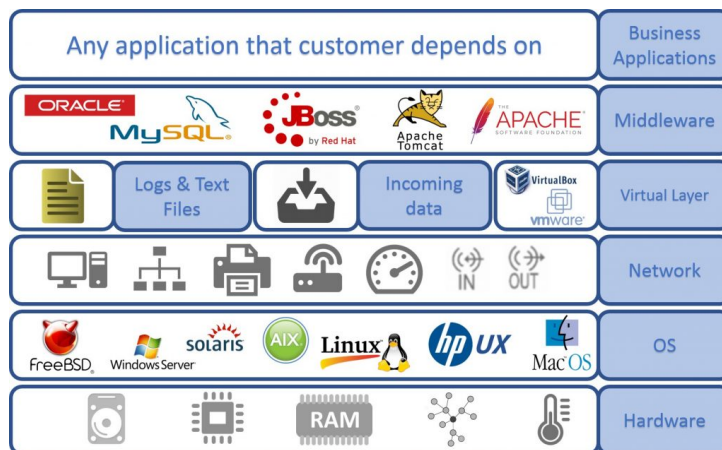 Any application that customer depends on
Business
Applications
ORACLE®
MySQL®
JBoss®
by Red Hat
Apache
Tomcat
THE
APACHE®
SOFTWARE FOUNDATION
Middleware
Logs & Text
Files
Incoming
data
VirtualBox
vmware®
Virtual Layer
IN
OUT
Network
FreeBSD®
Windows Server
solaris
AIX
Linux
hp UX
Mac OS
OS
RAM
Hardware